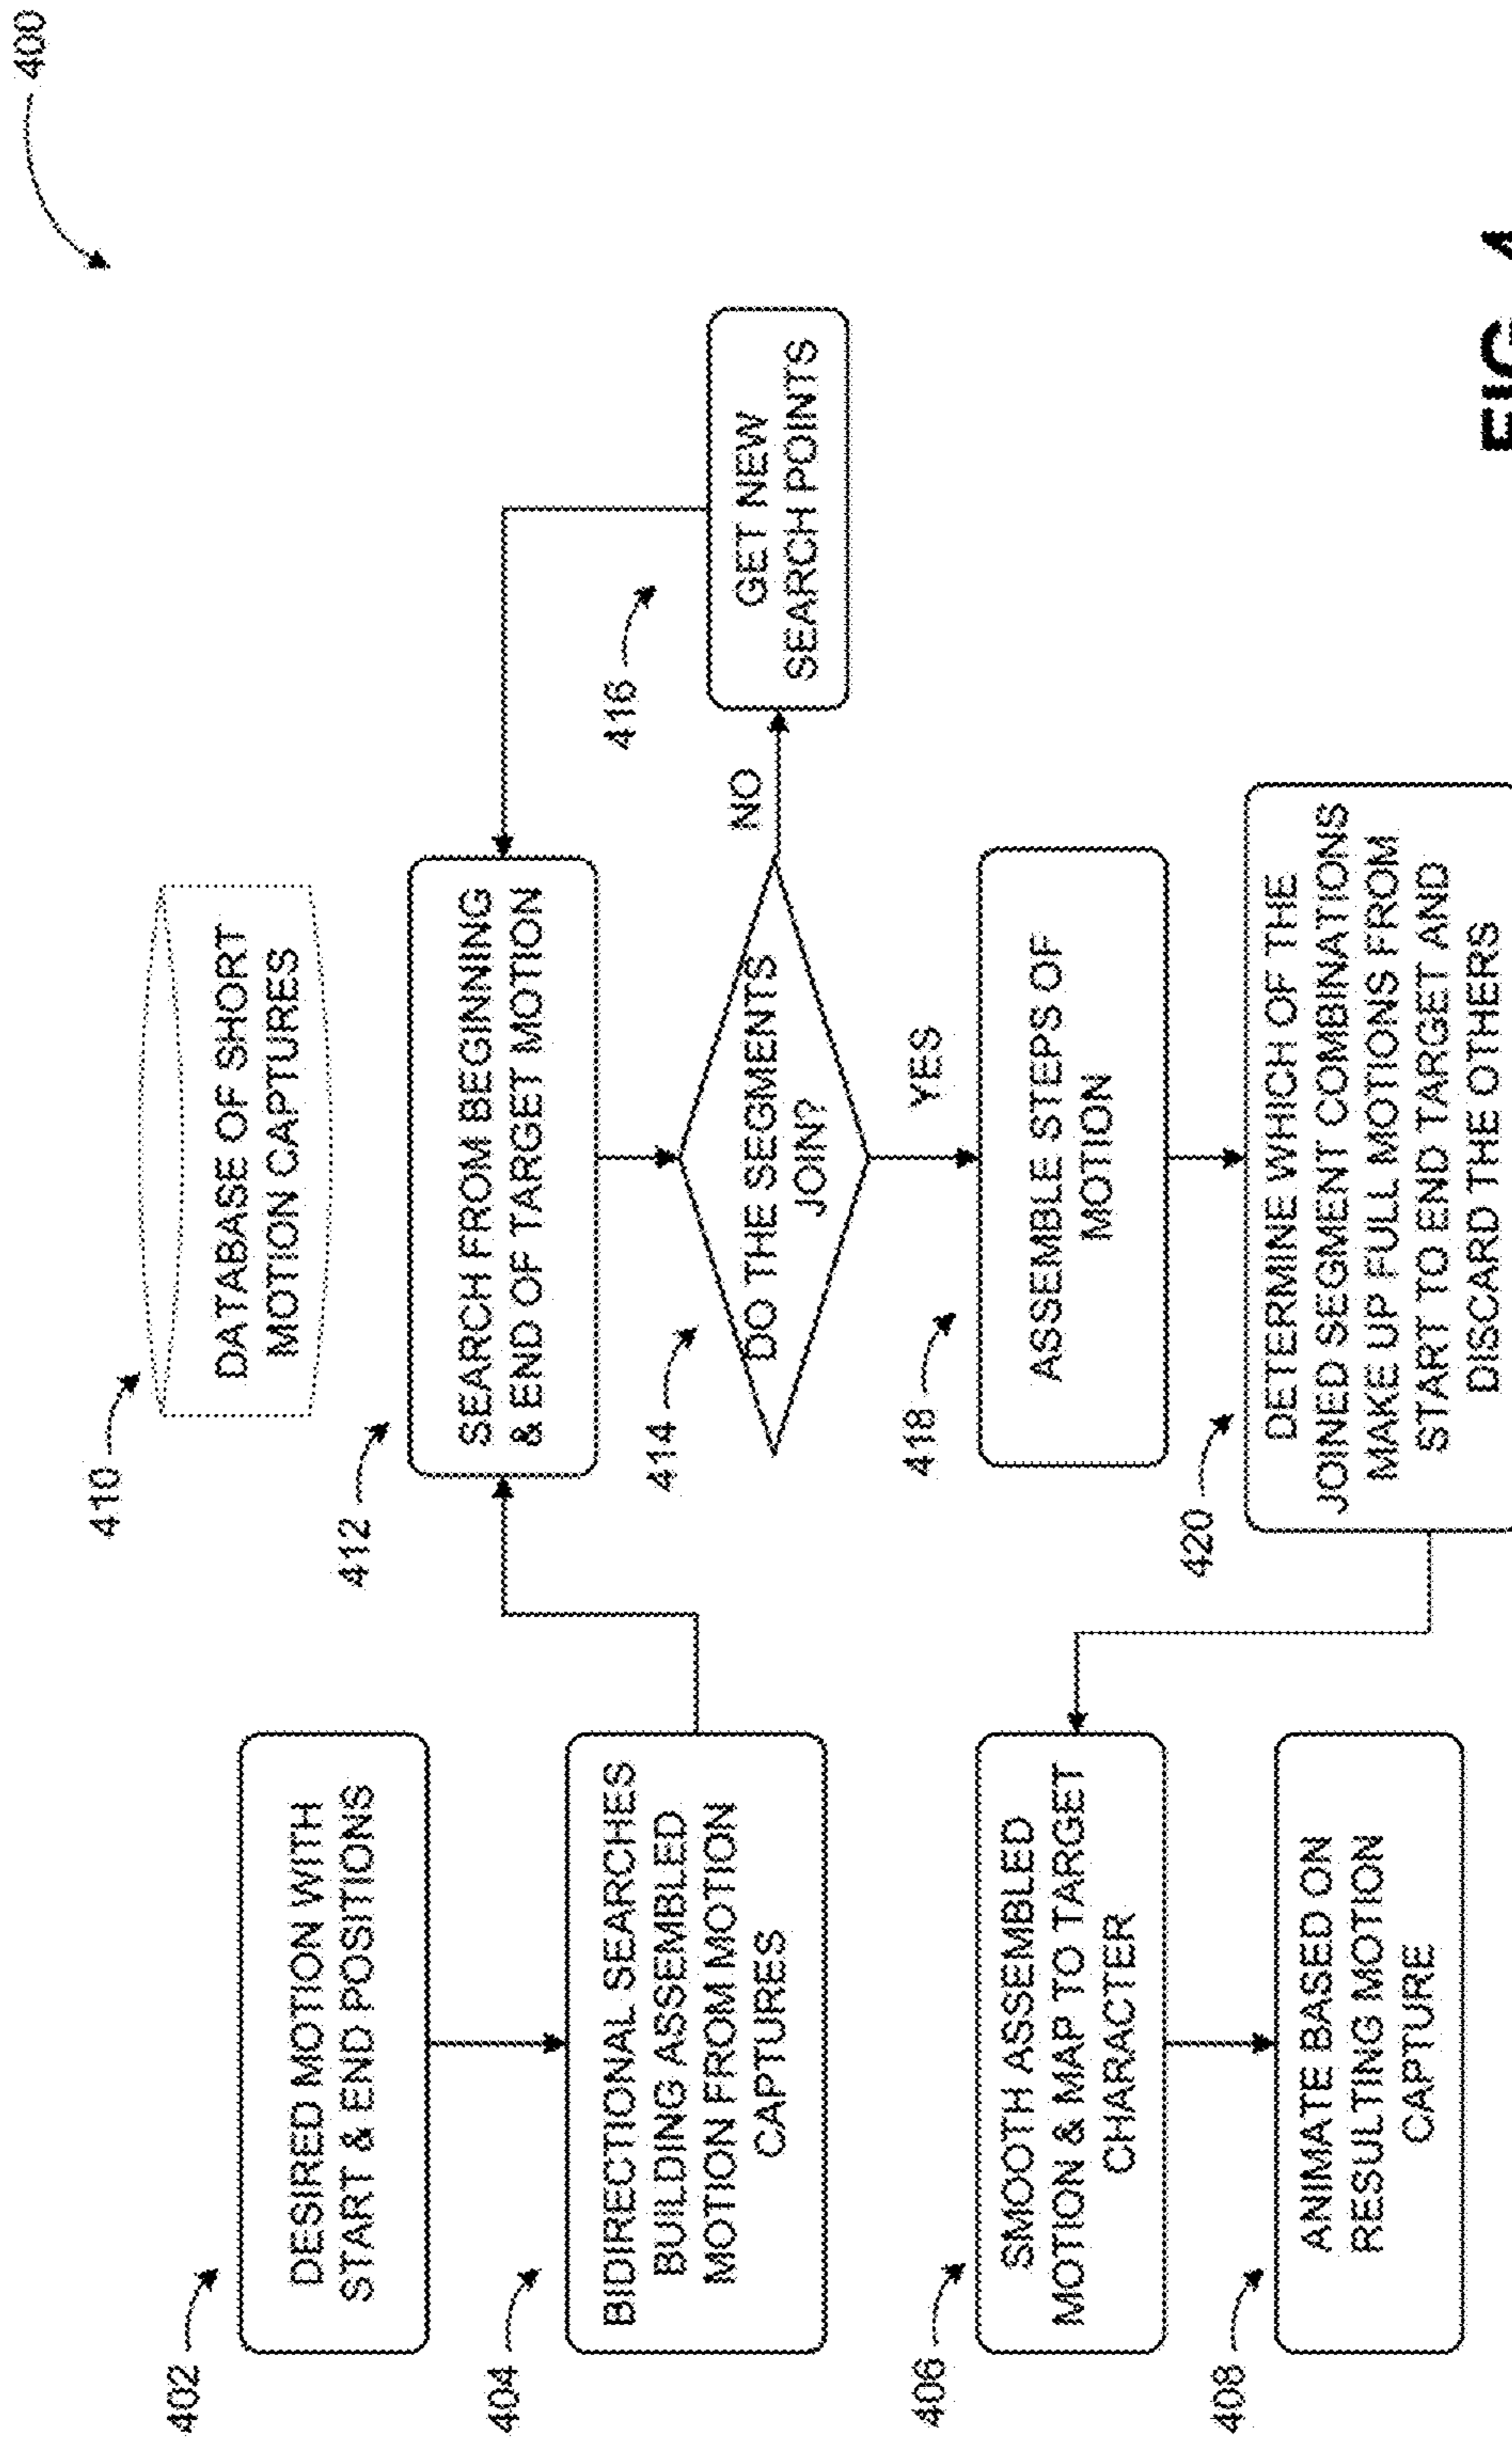 400
402
DESIRED MOTION WITH
START & END POSITIONS
404
BIDIRECTIONAL SEARCHES
BUILDING ASSEMBLED
MOTION FROM MOTION
CAPTURES
406
SMOOTH ASSEMBLED
MOTION & MAP TO TARGET
CHARACTER
408
ANIMATE BASED ON
RESULTING MOTION
CAPTURE
410
DATABASE OF SHORT
MOTION CAPTURES
412
SEARCH FROM BEGINNING
& END OF TARGET MOTION
414
DO THE SEGMENTS
JOIN?
NO
416
GET NEW
SEARCH POINTS
YES
418
ASSEMBLE STEPS OF
MOTION
420
DETERMINE WHICH OF THE
JOINED SEGMENT COMBINATIONS
MAKE UP FULL MOTIONS FROM
START TO END TARGET AND
DISCARD THE OTHERS
FIG. 4